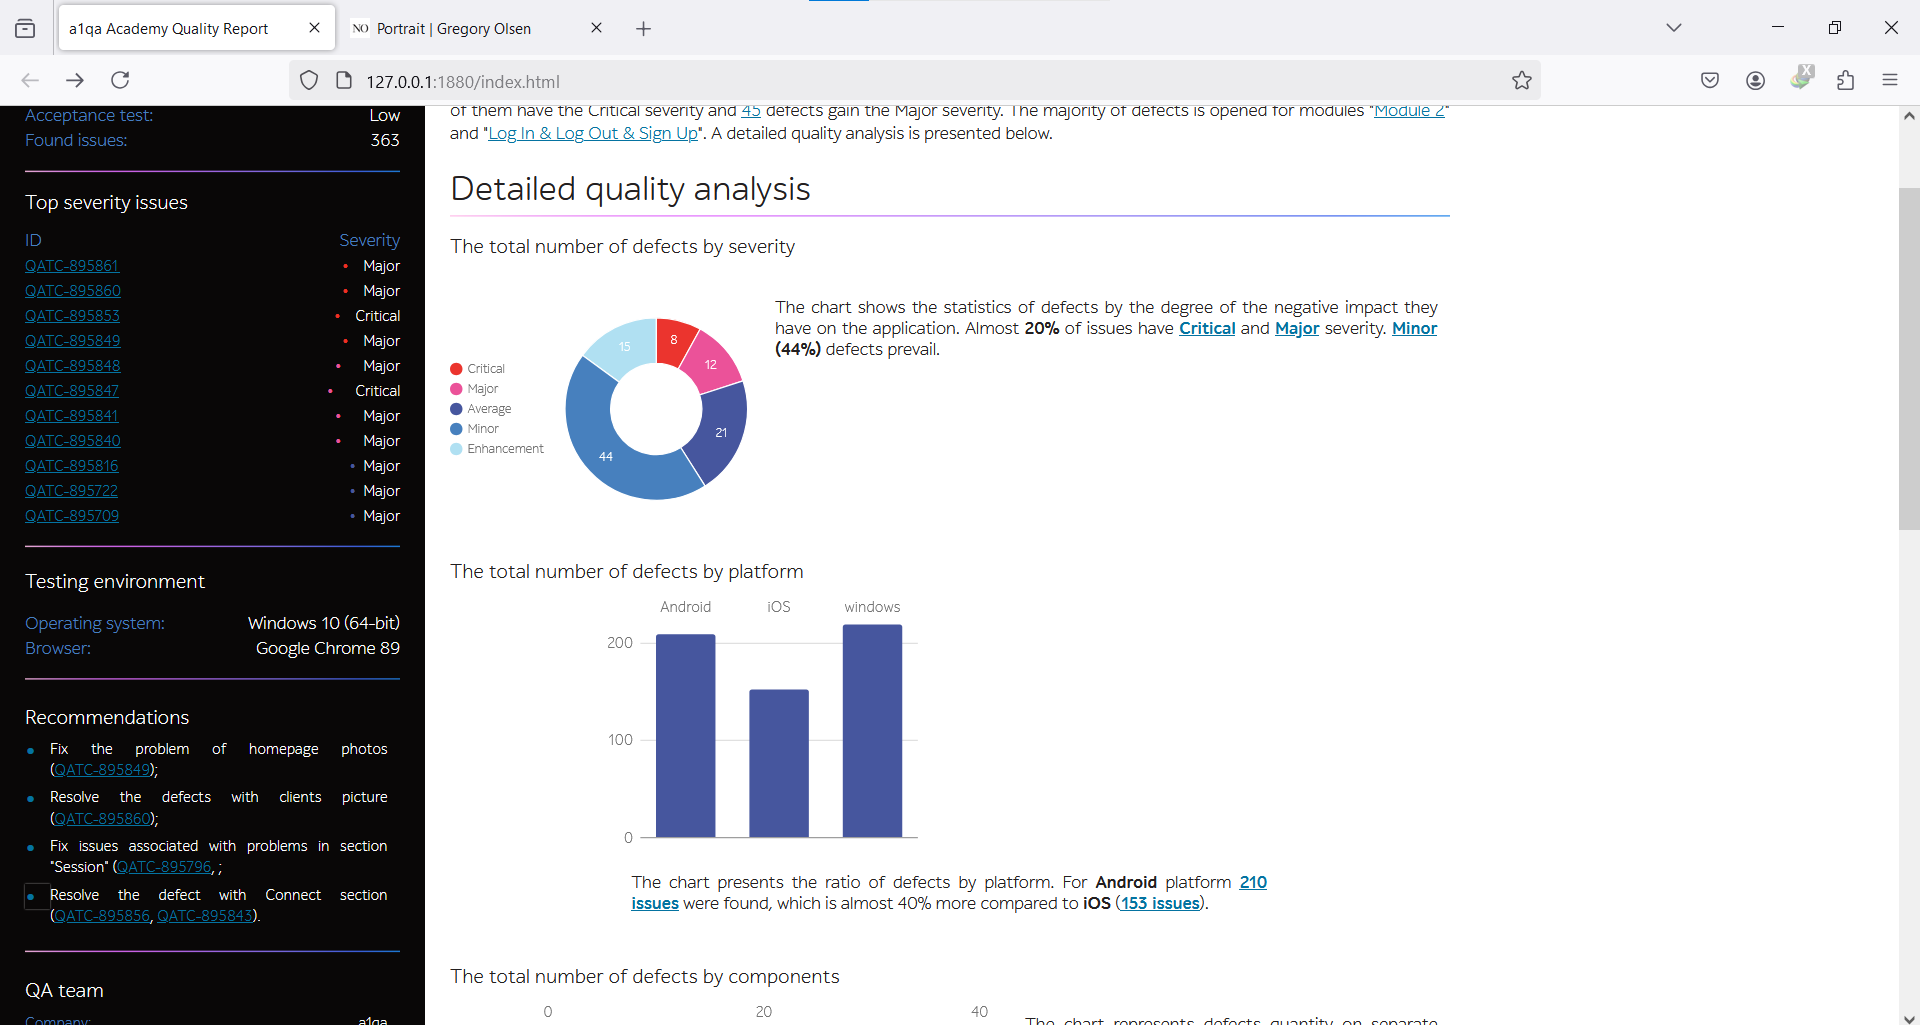 a1qa Academy Quality Report
NO Portrait | Gregory Olsen
127.0.0.1:1880/index.html
Acceptance test: Low
Found issues: 363
Top severity issues
ID Severity
QATC-895861 Major
QATC-895860 Major
QATC-895853 Critical
QATC-895849 Major
QATC-895848 Major
QATC-895847 Critical
QATC-895841 Major
QATC-895840 Major
QATC-895816 Major
QATC-895722 Major
QATC-895709 Major
Testing environment
Operating system: Windows 10 (64-bit)
Browser: Google Chrome 89
Recommendations
Fix the problem of homepage photos
(QATC-895849);
Resolve the defects with clients picture
(QATC-895860);
Fix issues associated with problems in section
"Session" (QATC-895796, ;
Resolve the defect with Connect section
(QATC-895856, QATC-895843).
QA team
Company: a1qa
of them have the Critical severity and 45 defects gain the Major severity. The majority of defects is opened for modules "Module 2"
and "Log In & Log Out & Sign Up". A detailed quality analysis is presented below.
Detailed quality analysis
The total number of defects by severity
Critical
Major
Average
Minor
Enhancement
8
12
21
44
15
The chart shows the statistics of defects by the degree of the negative impact they
have on the application. Almost 20% of issues have Critical and Major severity. Minor
(44%) defects prevail.
The total number of defects by platform
Android iOS windows
200
100
0
The chart presents the ratio of defects by platform. For Android platform 210
issues were found, which is almost 40% more compared to iOS (153 issues).
The total number of defects by components
0 20 40
The chart represents defects quantity on separate